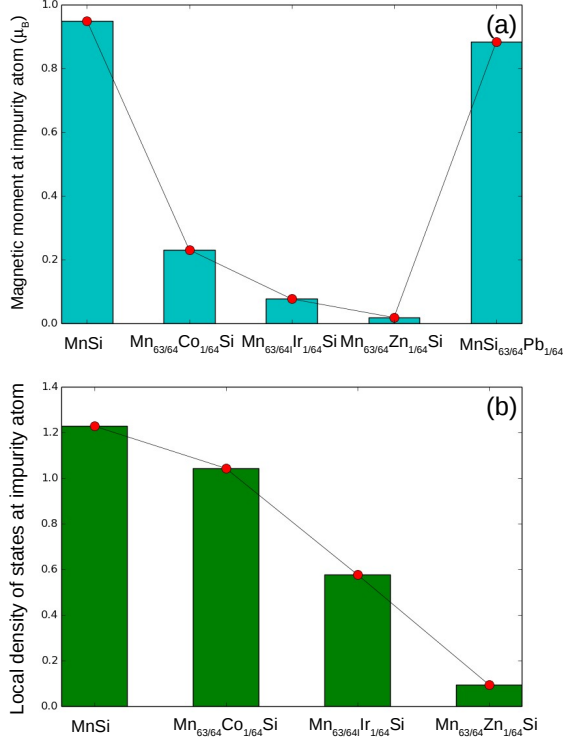 (a)
Magnetic moment at impurity atom (μB)
1.0
0.8
0.6
0.4
0.2
0.0
MnSi Mn63/64Co1/64Si Mn63/64Ir1/64Si Mn63/64Zn1/64Si MnSi63/64Pb1/64
(b)
Local density of states at impurity atom
1.4
1.2
1.0
0.8
0.6
0.4
0.2
0.0
MnSi Mn63/64Co1/64Si Mn63/64Ir1/64Si Mn63/64Zn1/64Si